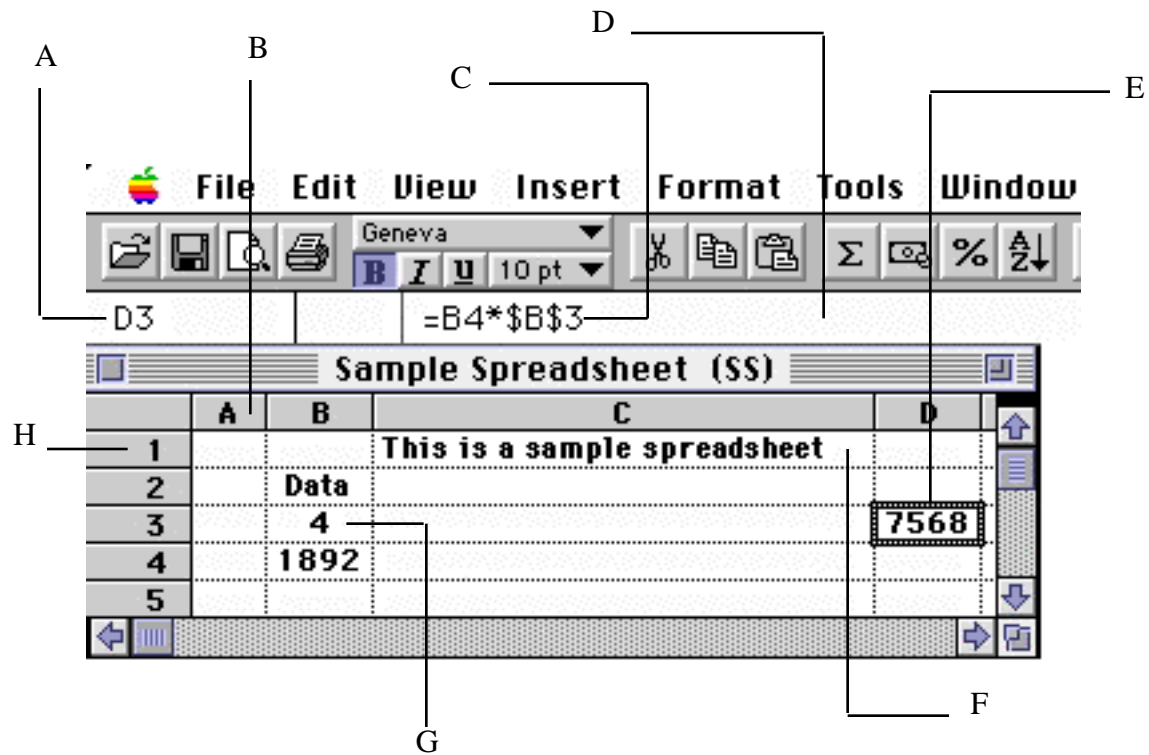 D
B
A
C
E
File Edit View Insert Format Tools Window
Geneva
B I U 10 pt Σ % A Z
D3 =B4*$B$3
Sample Spreadsheet (SS)
A B C D
H
1 This is a sample spreadsheet
2 Data
3 4 7568
4 1892
5
F
G